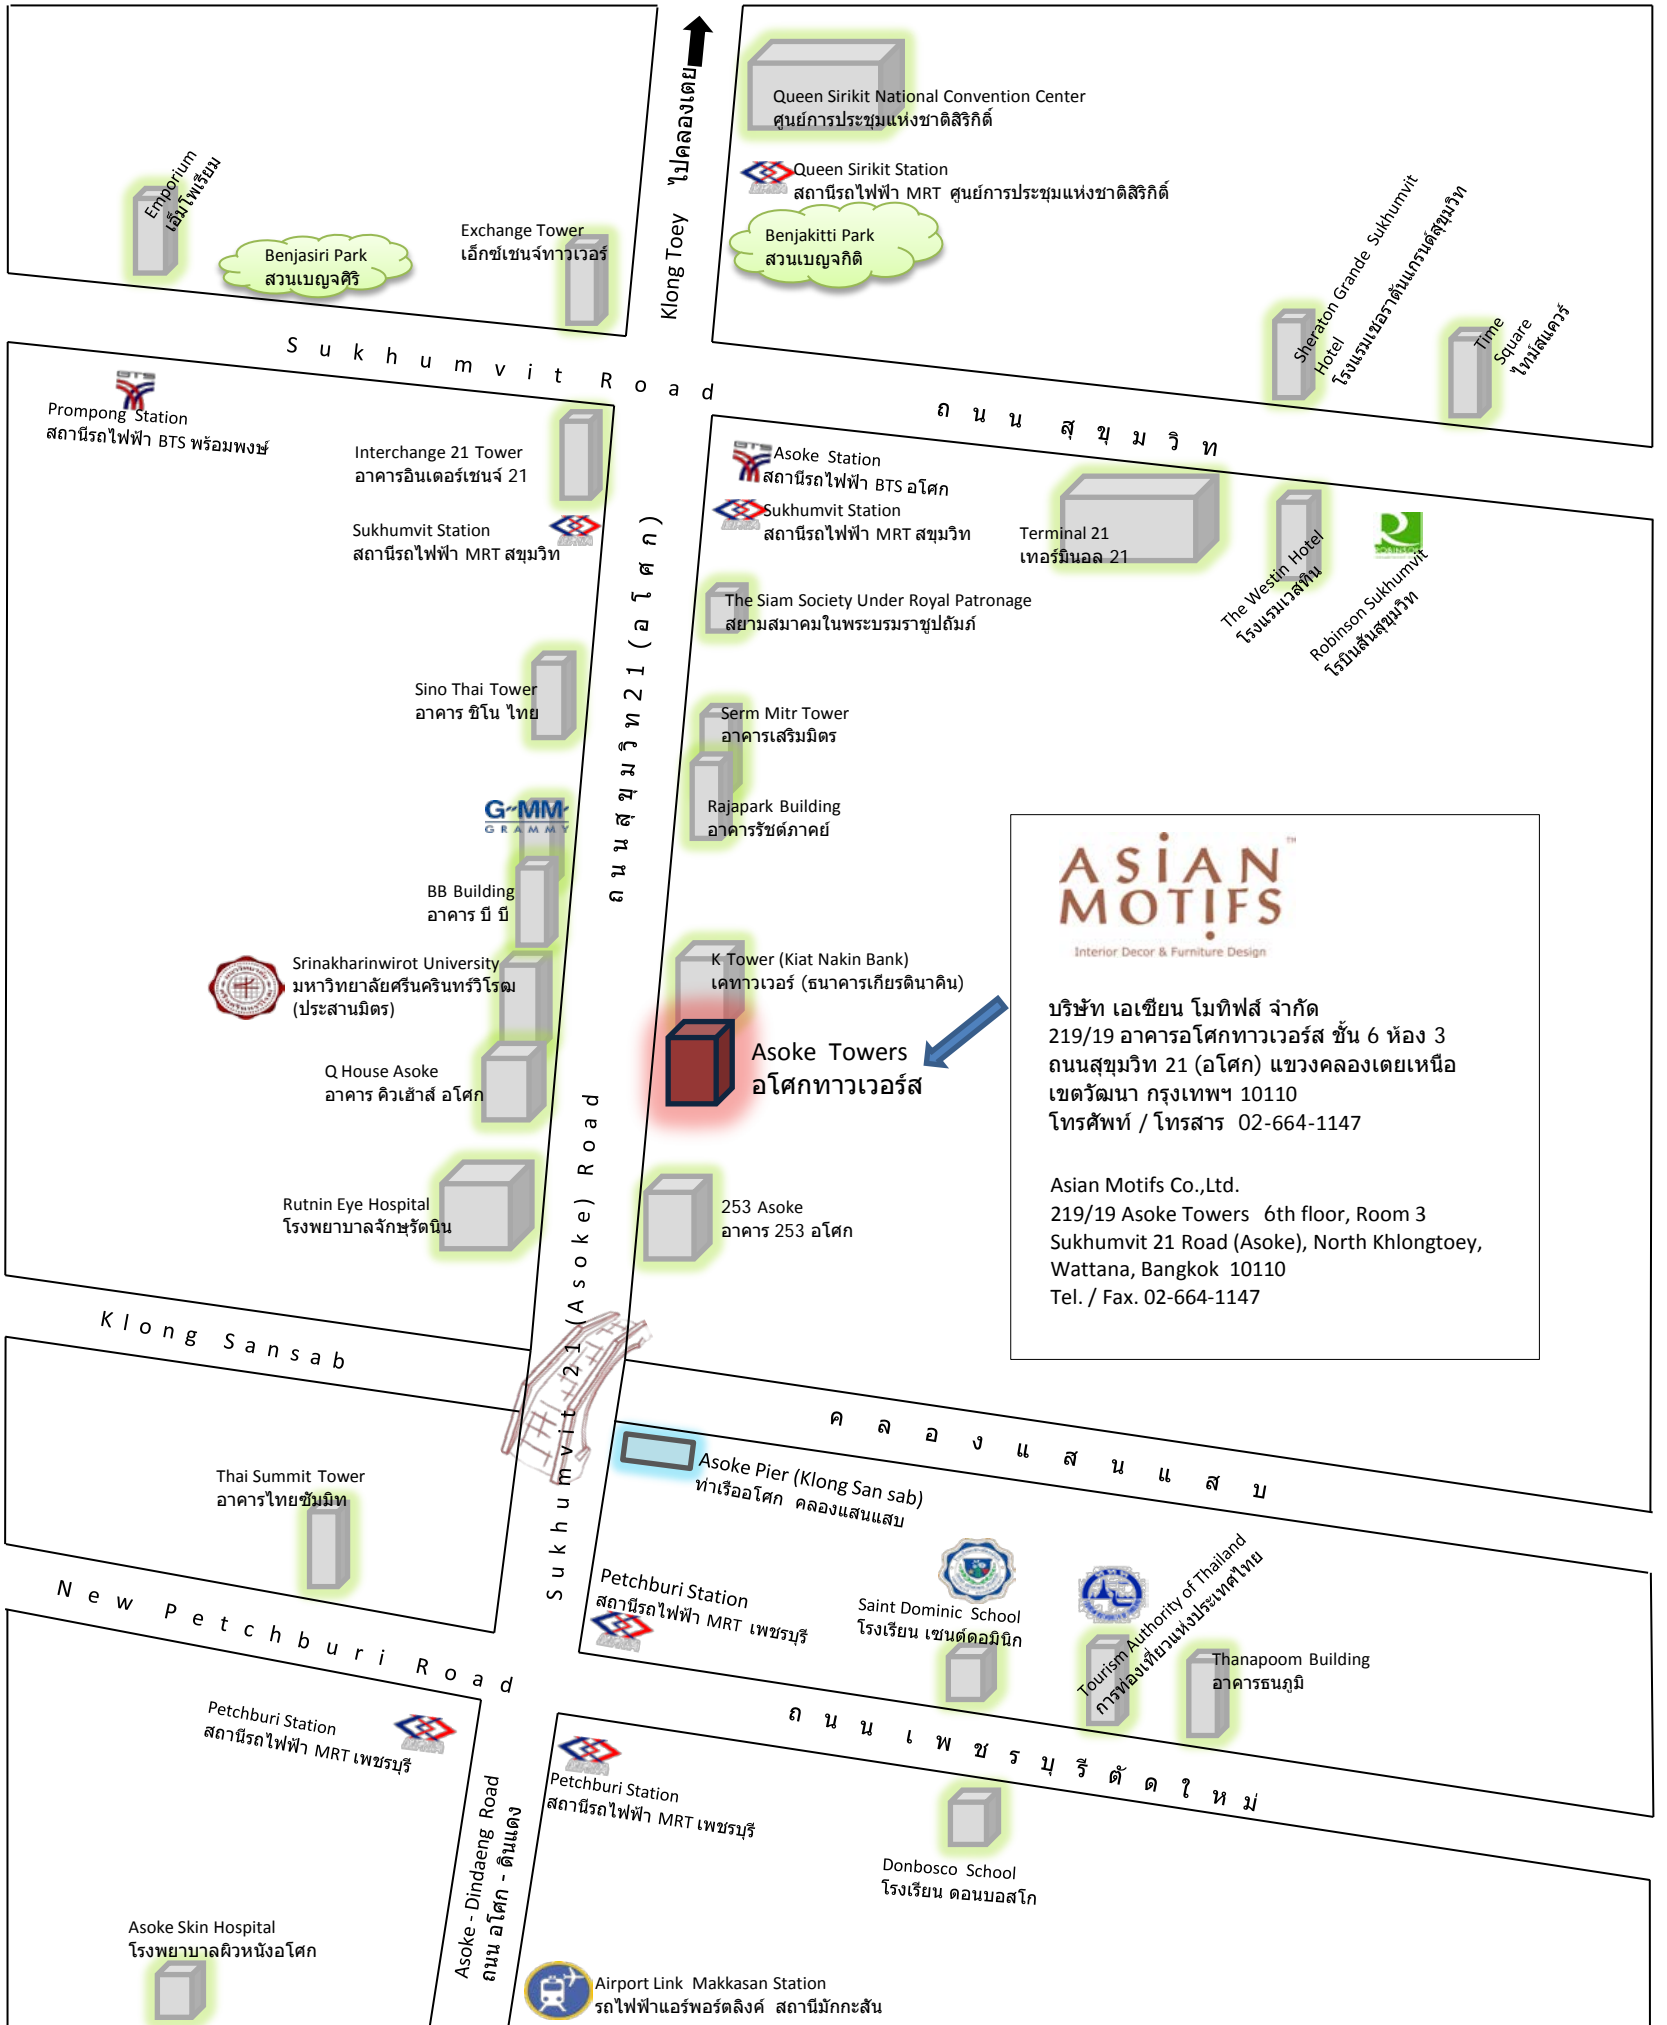 Klong Toey ไปคลองเตย
Queen Sirikit National Convention Center
ศูนย์การประชุมแห่งชาติสิริกิติ์
Queen Sirikit Station
สถานีรถไฟฟ้า MRT ศูนย์การประชุมแห่งชาติสิริกิติ์
Emporium
เอ็มโพเรียม
Benjasiri Park
สวนเบญจศิริ
Exchange Tower
เอ็กซ์เชนจ์ทาวเวอร์
Benjakitti Park
สวนเบญจกิติ
Sheraton Grande Sukhumvit
Hotel
โรงแรมเชอราตันแกรนด์สุขุมวิท
Time
Square
ไทม์สแควร์
Sukhumvit Road
ถนนสุขุมวิท
BTS
Prompong Station
สถานีรถไฟฟ้า BTS พร้อมพงษ์
Interchange 21 Tower
อาคารอินเตอร์เชนจ์ 21
Sukhumvit Station
สถานีรถไฟฟ้า MRT สุขุมวิท
BTS
Asoke Station
สถานีรถไฟฟ้า BTS อโศก
Sukhumvit Station
สถานีรถไฟฟ้า MRT สุขุมวิท
Terminal 21
เทอร์มินอล 21
The Westin Hotel
โรงแรมเวสทิน
ROBINSON
Robinson Sukhumvit
โรบินสันสุขุมวิท
ถนนสุขุมวิท21(อโศก)
The Siam Society Under Royal Patronage
สยามสมาคมในพระบรมราชูปถัมภ์
Sino Thai Tower
อาคาร ชิโน ไทย
Serm Mitr Tower
อาคารเสริมมิตร
Rajapark Building
อาคารรัชต์ภาคย์
G"MM'
GRAMMY
BB Building
อาคาร บี บี
Srinakharinwirot University
มหาวิทยาลัยศรีนครินทร์วิโรฒ
(ประสานมิตร)
K Tower (Kiat Nakin Bank)
เคทาวเวอร์ (ธนาคารเกียรตินาคิน)
Asoke Towers
อโศกทาวเวอร์ส
Q House Asoke
อาคาร คิวเฮ้าส์ อโศก
Rutnin Eye Hospital
โรงพยาบาลจักษุรัตนิน
253 Asoke
อาคาร 253 อโศก
ASiAN™
MOTiFS
Interior Decor & Furniture Design
บริษัท เอเซียน โมทิฟส์ จำกัด
219/19 อาคารอโศกทาวเวอร์ส ชั้น 6 ห้อง 3
ถนนสุขุมวิท 21 (อโศก) แขวงคลองเตยเหนือ
เขตวัฒนา กรุงเทพฯ 10110
โทรศัพท์ / โทรสาร 02-664-1147
Asian Motifs Co.,Ltd.
219/19 Asoke Towers 6th floor, Room 3
Sukhumvit 21 Road (Asoke), North Khlongtoey,
Wattana, Bangkok 10110
Tel. / Fax. 02-664-1147
Sukhumvit 21 (Asoke) Road
Klong Sansab
คลองแสนแสบ
Asoke Pier (Klong San sab)
ท่าเรืออโศก คลองแสนแสบ
Thai Summit Tower
อาคารไทยซัมมิท
New Petchburi Road
Petchburi Station
สถานีรถไฟฟ้า MRT เพชรบุรี
Saint Dominic School
โรงเรียน เซนต์ดอมินิก
Tourism Authority of Thailand
การท่องเที่ยวแห่งประเทศไทย
Thanapoom Building
อาคารธนภูมิ
ถนนเพชรบุรีตัดใหม่
Petchburi Station
สถานีรถไฟฟ้า MRT เพชรบุรี
Petchburi Station
สถานีรถไฟฟ้า MRT เพชรบุรี
Asoke - Dindaeng Road
ถนน อโศก - ดินแดง
Donbosco School
โรงเรียน ดอนบอสโก
Asoke Skin Hospital
โรงพยาบาลผิวหนังอโศก
Airport Link Makkasan Station
รถไฟฟ้าแอร์พอร์ตลิงค์ สถานีมักกะสัน